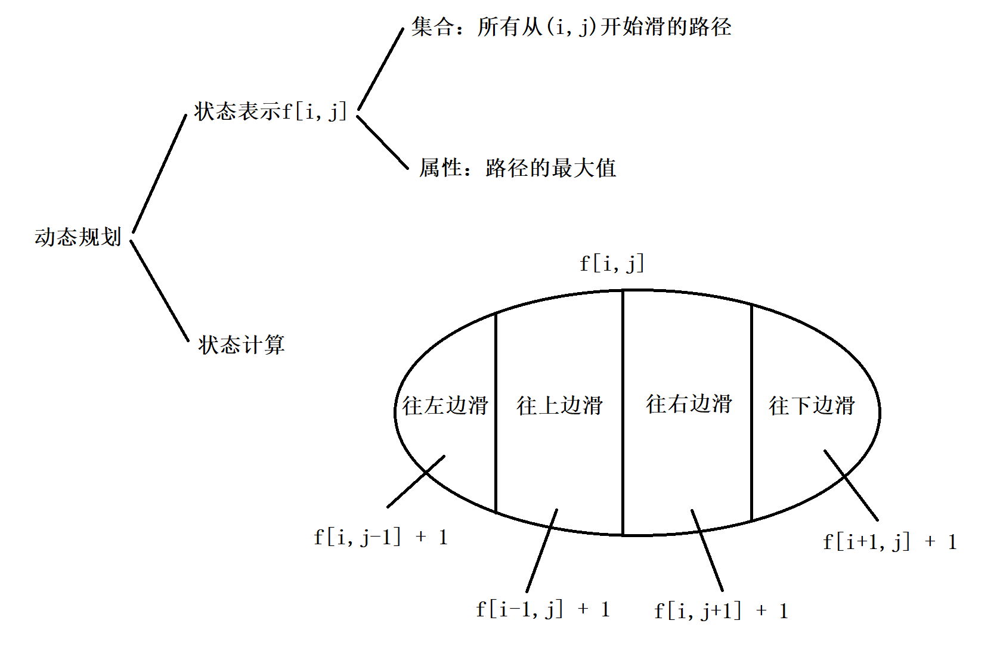 集合：所有从(i,j)开始滑的路径
状态表示f[i,j]
属性：路径的最大值
动态规划
f[i,j]
状态计算
往左边滑
往上边滑
往右边滑
往下边滑
f[i,j-1] + 1
f[i+1,j] + 1
f[i-1,j] + 1
f[i,j+1] + 1